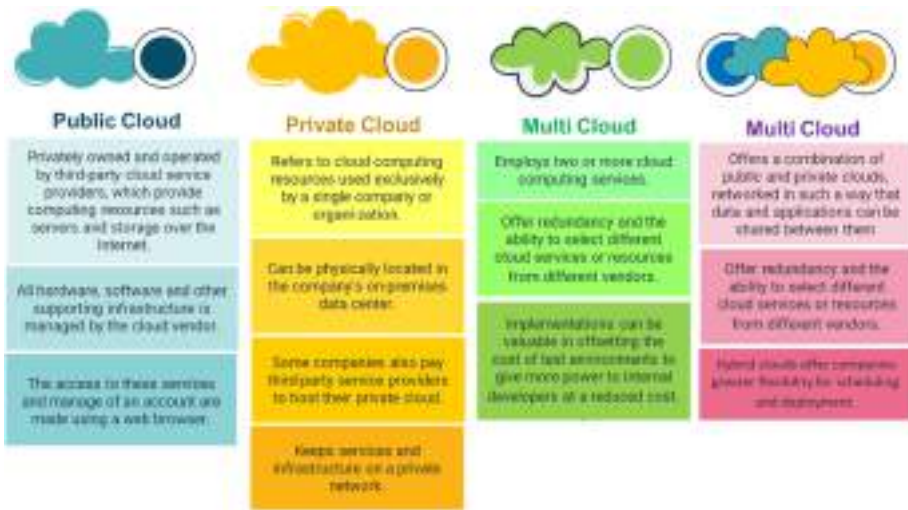 Public Cloud
Privately owned and operated
by third-party cloud service
providers, which provide
computing resources such as
servers and storage over the
Internet.
All hardware, software and other
supporting infrastructure is
managed by the cloud vendor.
The access to these services
and manage of an account are
made using a web browser.
Private Cloud
Refers to cloud computing
resources used exclusively
by a single company or
organization.
Can be physically located in
the company's on-premises
data center.
Some companies also pay
third-party service providers
to host their private cloud.
Keeps services and
infrastructure on a private
network.
Multi Cloud
Employs two or more cloud
computing services.
Offer redundancy and the
ability to select different
cloud services or resources
from different vendors.
Implementations can be
valuable in offsetting the
cost of test environments to
give more power to internal
developers at a reduced cost.
Multi Cloud
Offers a combination of
public and private clouds,
networked in such a way that
data and applications can be
shared between them
Offer redundancy and the
ability to select different
cloud services or resources
from different vendors.
Hybrid clouds offer companies
greater flexibility for scheduling
and deployment.